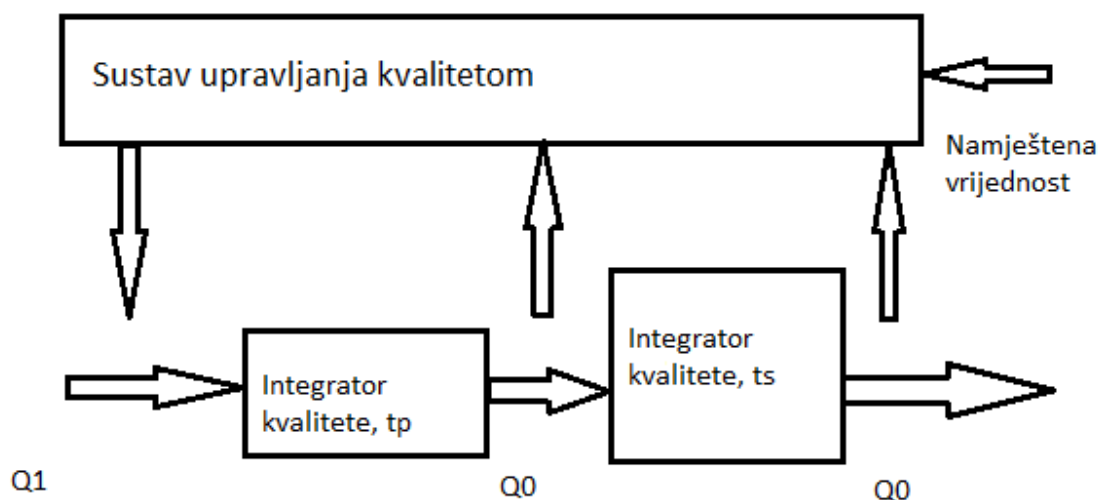 Sustav upravljanja kvalitetom
Namještena
vrijednost
Integrator
kvalitete, tp
Integrator
kvalitete, ts
Q1
Q0
Q0